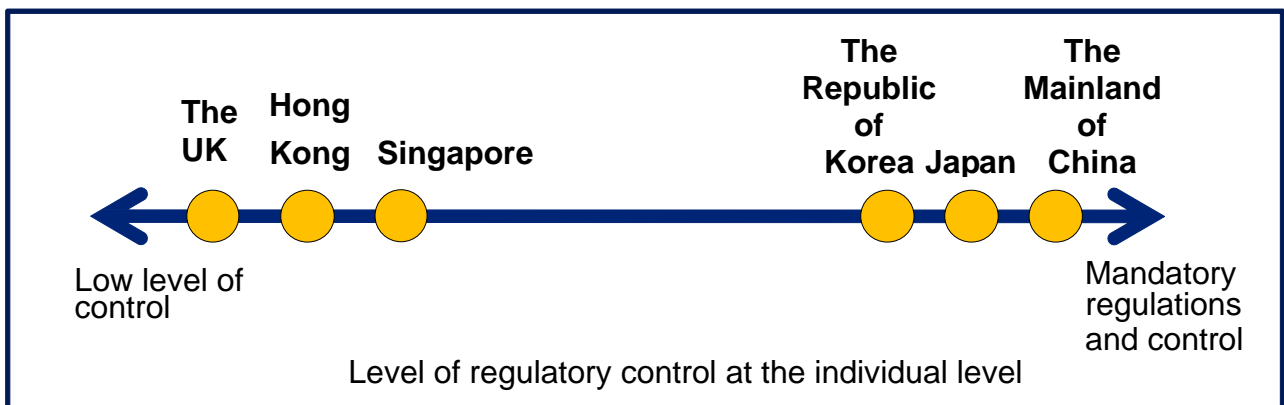 The
UK
Hong
Kong
Singapore
The
Republic
of
Korea
Japan
The
Mainland
of
China
Low level of
control
Mandatory
regulations
and control
Level of regulatory control at the individual level